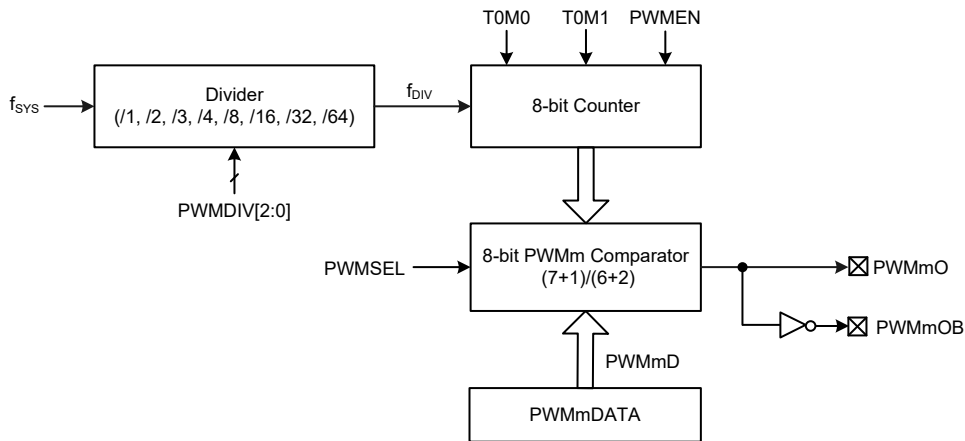 T0M0 T0M1 PWMEN
fSYS
Divider
(/1, /2, /3, /4, /8, /16, /32, /64)
fDIV
8-bit Counter
PWMDIV[2:0]
PWMSEL
8-bit PWMm Comparator
(7+1)/(6+2)
PWMmO
PWMmOB
PWMmD
PWMmDATA